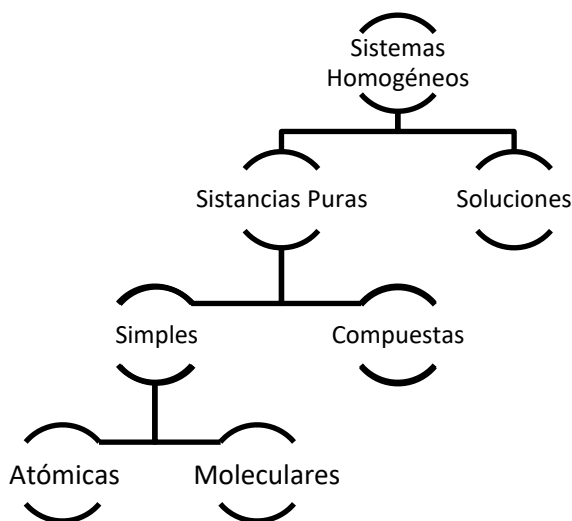 Sistemas
Homogéneos
Sistancias Puras
Soluciones
Simples
Compuestas
Atómicas
Moleculares